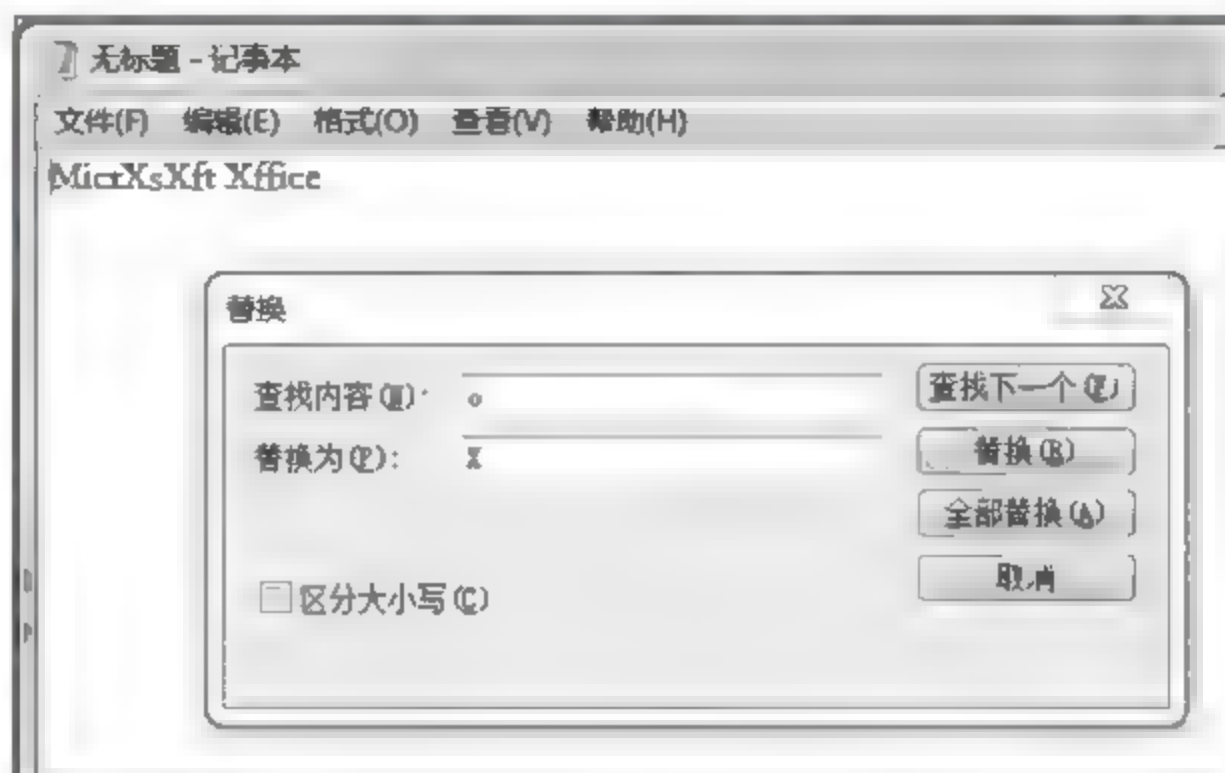 无标题 - 记事本
文件(F) 编辑(E) 格式(O) 查看(V) 帮助(H)
MicrXsXft Xffice
替换
查找内容(N): o
查找下一个(F)
替换为(P): X
替换(R)
全部替换(A)
取消
区分大小写(C)